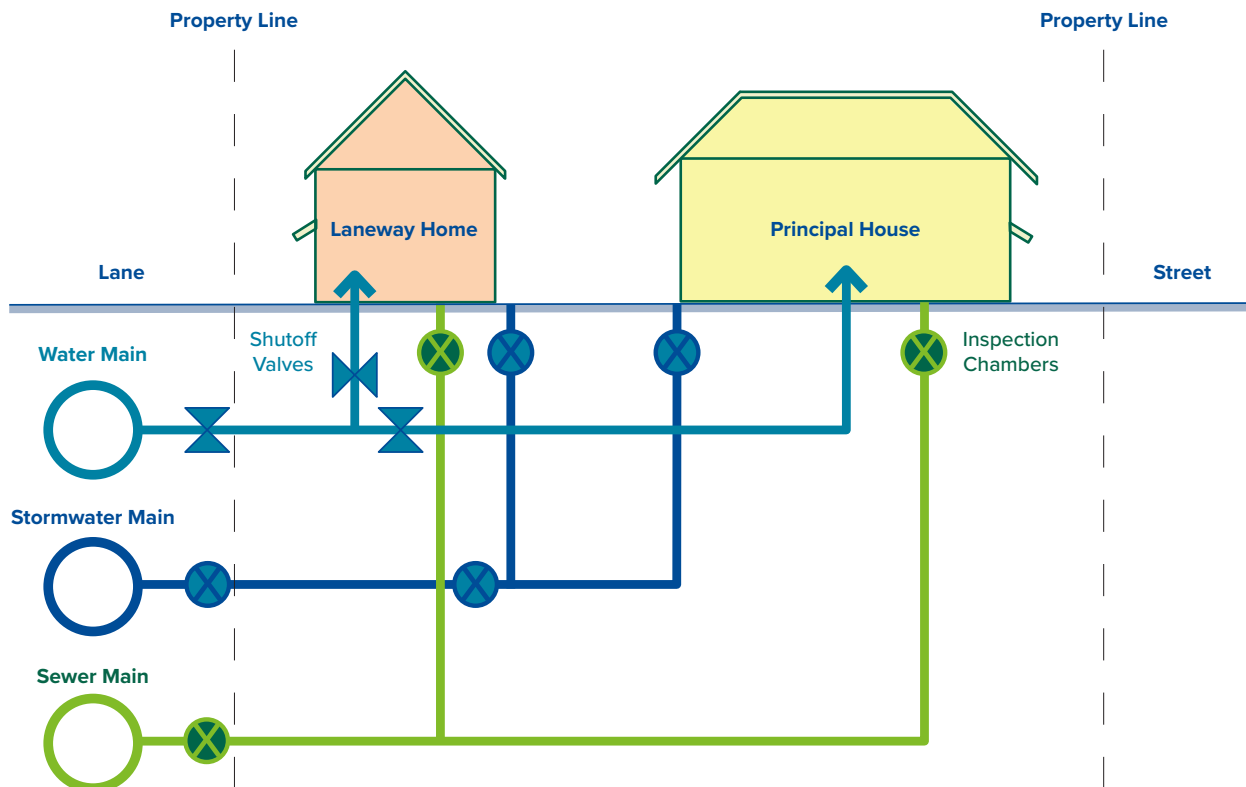 Property Line
Property Line
Laneway Home
Principal House
Lane
Street
Shutoff
Valves
Inspection
Chambers
Water Main
Stormwater Main
Sewer Main